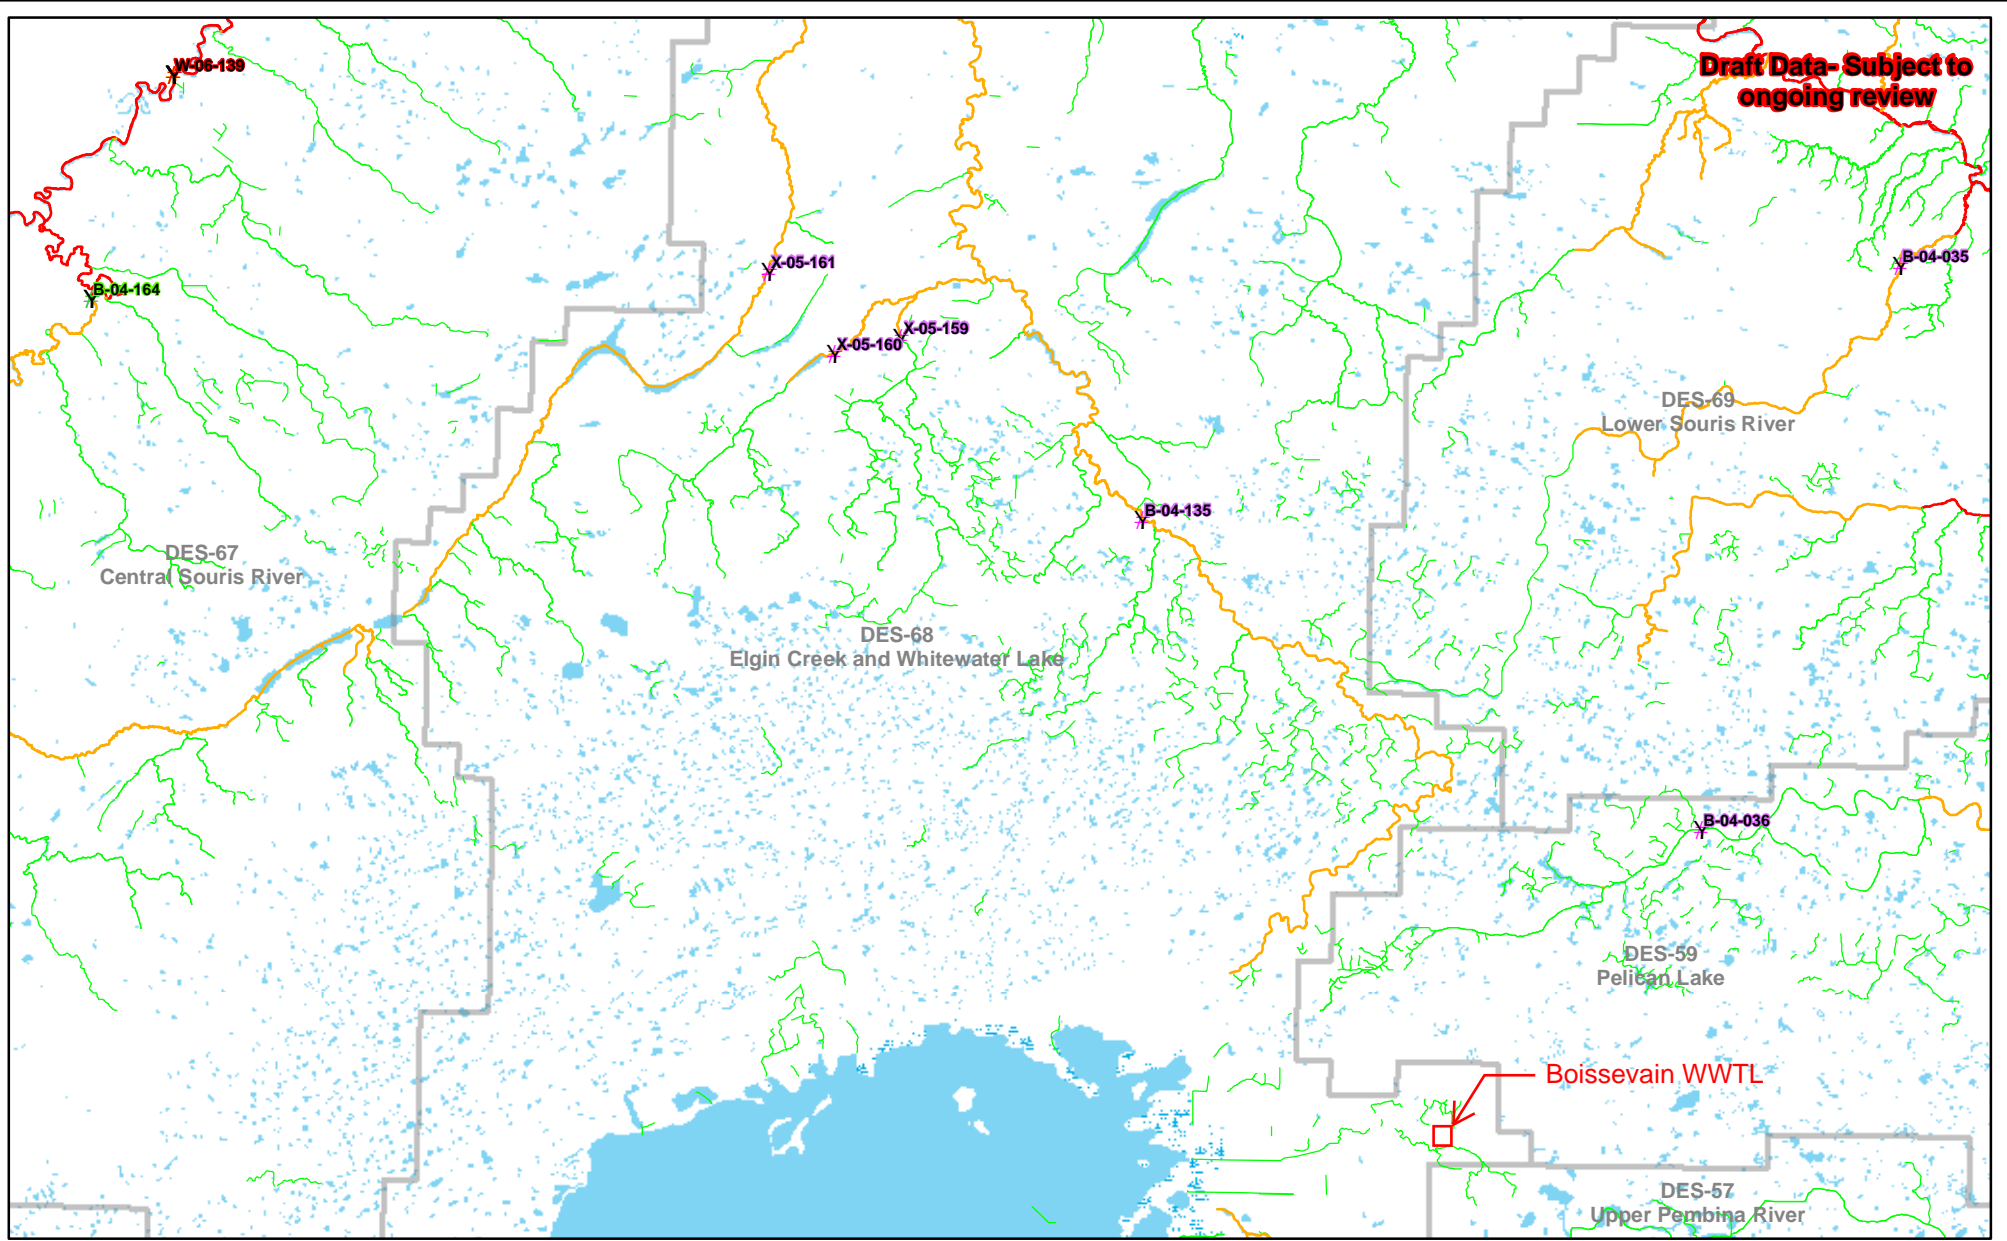 W-06-139
Draft Data- Subject to
ongoing review
X-05-161
B-04-035
B-04-164
X-05-159
X-05-160
DES-69
Lower Souris River
B-04-135
DES-67
Central Souris River
DES-68
Elgin Creek and Whitewater Lake
B-04-036
DES-59
Pelican Lake
Boissevain WWTL
DES-57
Upper Pembina River